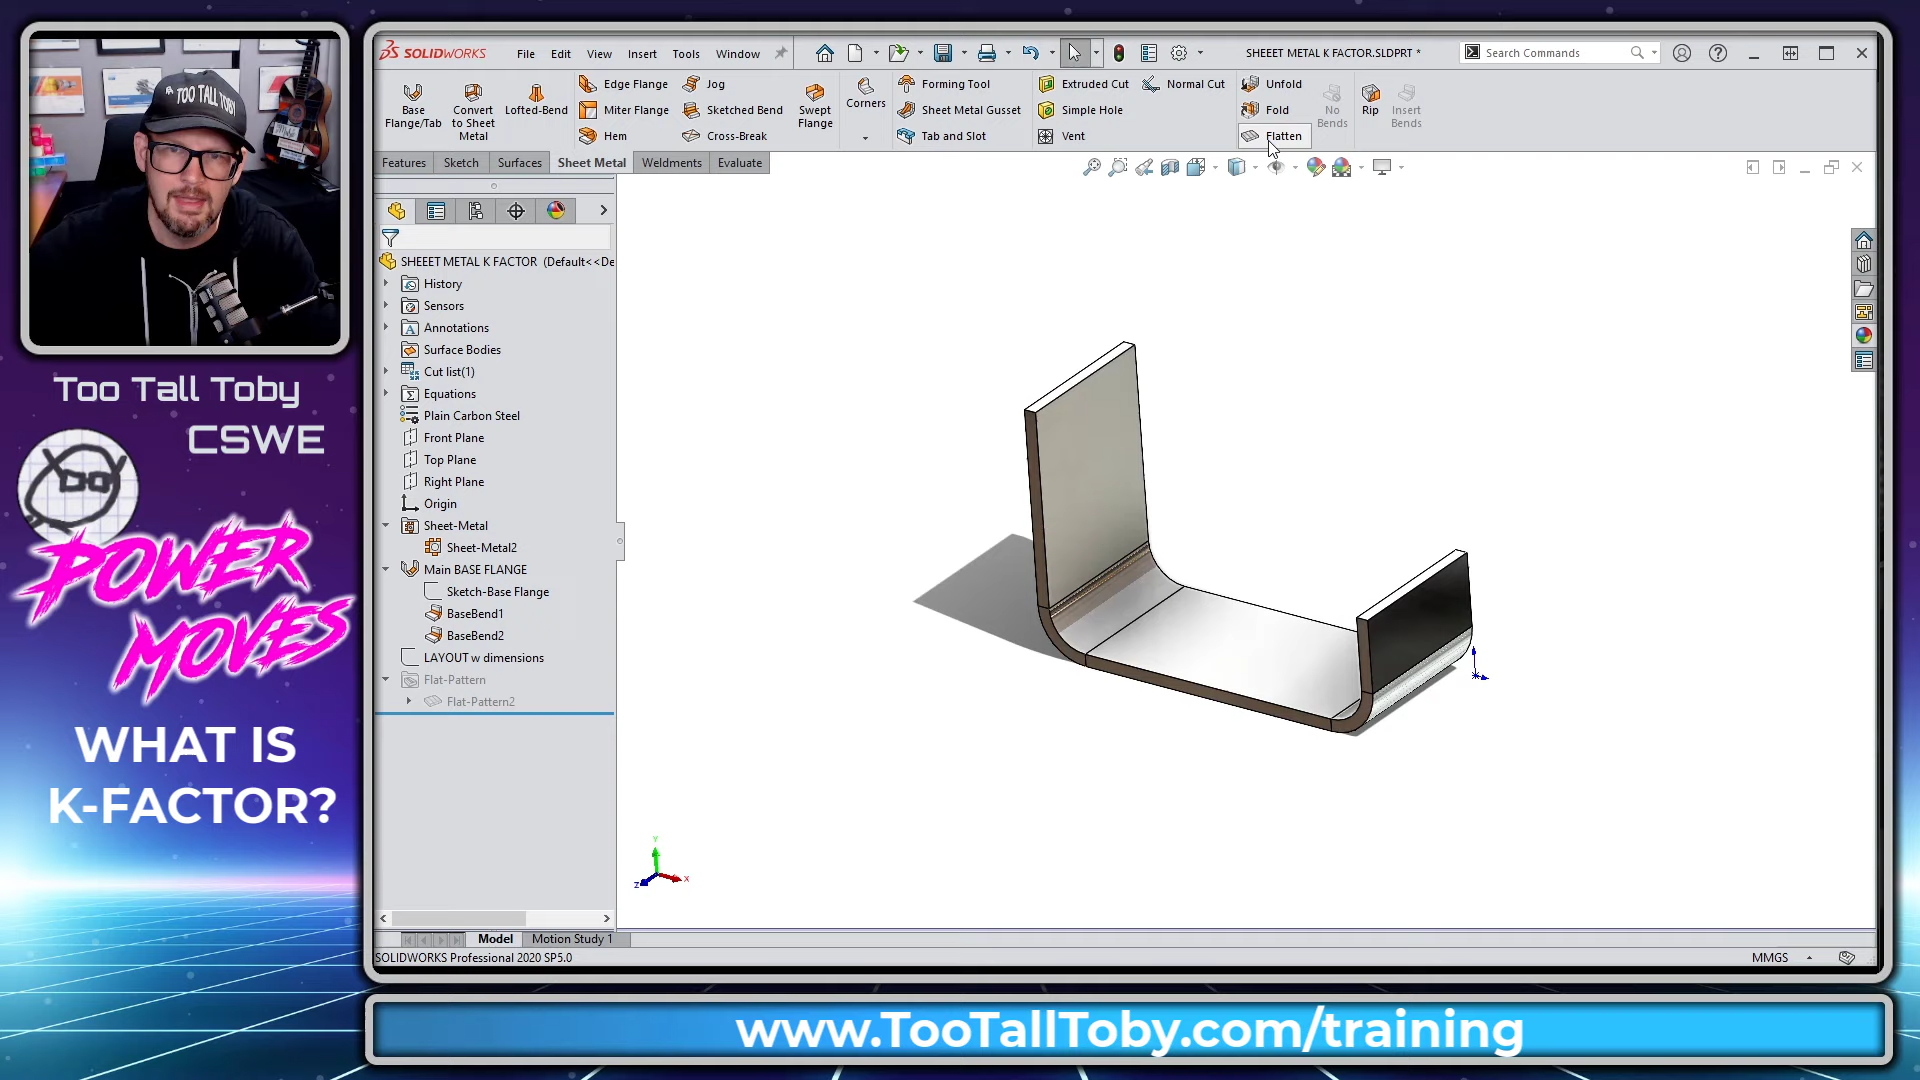 TOO TALL TOBY
Too Tall Toby
CSWE
POWER
MOVES
WHAT IS
K-FACTOR?
SOLIDWORKS
File
Edit
View
Insert
Tools
Window
SHEEET METAL K FACTOR.SLDPRT *
Search Commands
Base
Flange/Tab
Convert
to Sheet
Metal
Lofted-Bend
Edge Flange
Miter Flange
Hem
Jog
Sketched Bend
Cross-Break
Swept
Flange
Corners
Forming Tool
Sheet Metal Gusset
Tab and Slot
Extruded Cut
Simple Hole
Vent
Normal Cut
Unfold
Fold
Flatten
No
Bends
Rip
Insert
Bends
Features
Sketch
Surfaces
Sheet Metal
Weldments
Evaluate
SHEEET METAL K FACTOR (Default<<De
History
Sensors
Annotations
Surface Bodies
Cut list(1)
Equations
Plain Carbon Steel
Front Plane
Top Plane
Right Plane
Origin
Sheet-Metal
Sheet-Metal2
Main BASE FLANGE
Sketch-Base Flange
BaseBend1
BaseBend2
LAYOUT w dimensions
Flat-Pattern
Flat-Pattern2
Y
X
Z
Model
Motion Study 1
SOLIDWORKS Professional 2020 SP5.0
MMGS
www.TooTallToby.com/training